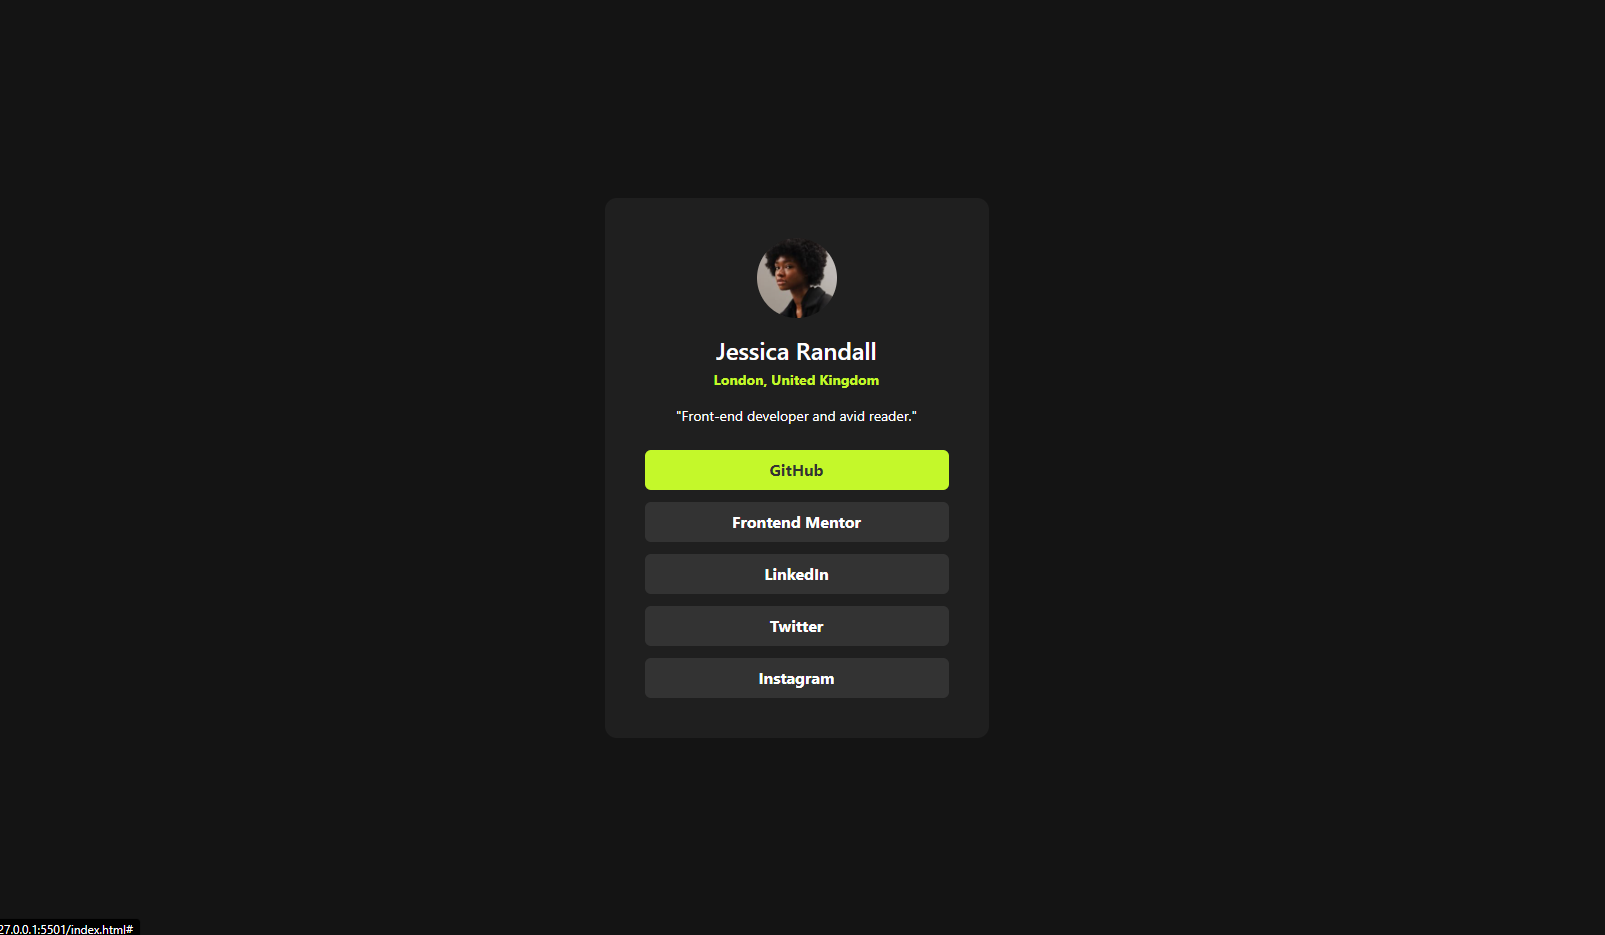 Jessica Randall
London, United Kingdom
"Front-end developer and avid reader."
GitHub
Frontend Mentor
LinkedIn
Twitter
Instagram
27.0.0.1:5501/index.html#